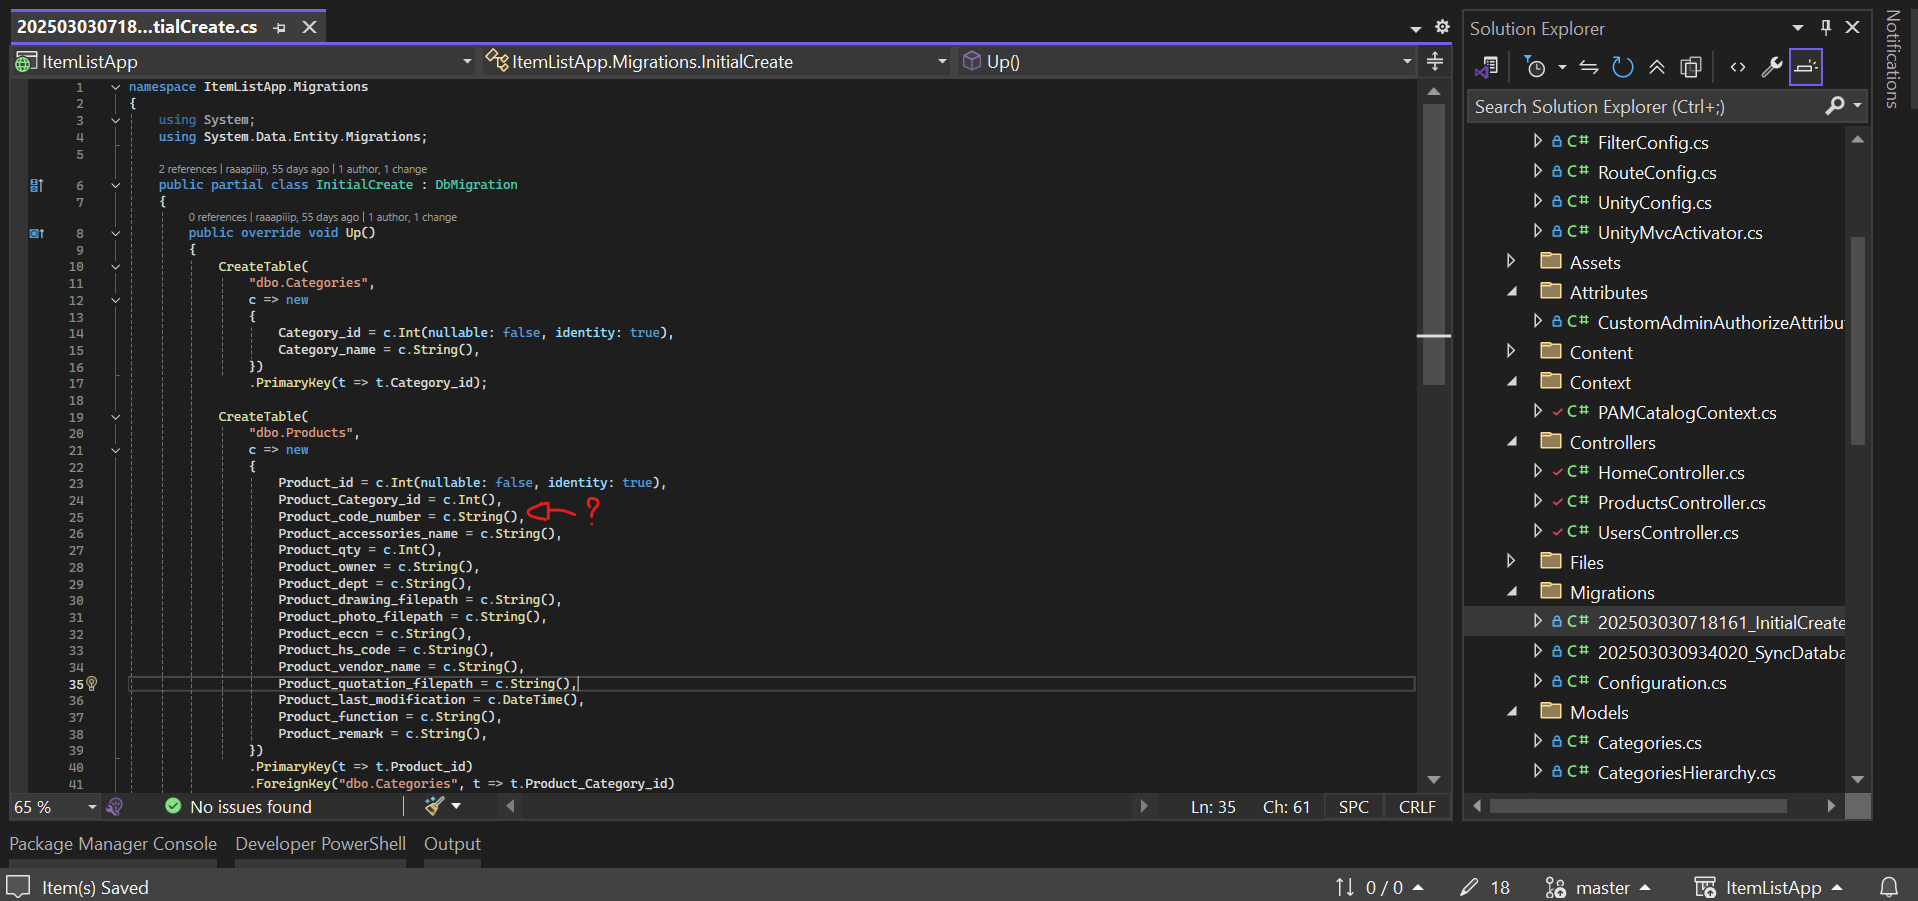 202503030718...tialCreate.cs
ItemListApp
ItemListApp.Migrations.InitialCreate
Up()
1 namespace ItemListApp.Migrations
2 {
3 using System;
4 using System.Data.Entity.Migrations;
5
2 references | raaapiiip, 55 days ago | 1 author, 1 change
6 public partial class InitialCreate : DbMigration
7 {
0 references | raaapiiip, 55 days ago | 1 author, 1 change
8 public override void Up()
9 {
10 CreateTable(
11 "dbo.Categories",
12 c => new
13 {
14 Category_id = c.Int(nullable: false, identity: true),
15 Category_name = c.String(),
16 })
17 .PrimaryKey(t => t.Category_id);
18
19 CreateTable(
20 "dbo.Products",
21 c => new
22 {
23 Product_id = c.Int(nullable: false, identity: true),
24 Product_Category_id = c.Int(),
25 Product_code_number = c.String(), ?
26 Product_accessories_name = c.String(),
27 Product_qty = c.Int(),
28 Product_owner = c.String(),
29 Product_dept = c.String(),
30 Product_drawing_filepath = c.String(),
31 Product_photo_filepath = c.String(),
32 Product_eccn = c.String(),
33 Product_hs_code = c.String(),
34 Product_vendor_name = c.String(),
35 Product_quotation_filepath = c.String(),
36 Product_last_modification = c.DateTime(),
37 Product_function = c.String(),
38 Product_remark = c.String(),
39 })
40 .PrimaryKey(t => t.Product_id)
41 .ForeignKey("dbo.Categories", t => t.Product_Category_id)
65 %
No issues found
Ln: 35
Ch: 61
SPC
CRLF
Solution Explorer
Search Solution Explorer (Ctrl+;)
C# FilterConfig.cs
C# RouteConfig.cs
C# UnityConfig.cs
C# UnityMvcActivator.cs
Assets
Attributes
C# CustomAdminAuthorizeAttribu
Content
Context
C# PAMCatalogContext.cs
Controllers
C# HomeController.cs
C# ProductsController.cs
C# UsersController.cs
Files
Migrations
C# 202503030718161_InitialCreate
C# 202503030934020_SyncDataba
C# Configuration.cs
Models
C# Categories.cs
C# CategoriesHierarchy.cs
Notifications
Package Manager Console
Developer PowerShell
Output
Item(s) Saved
0 / 0
18
master
ItemListApp